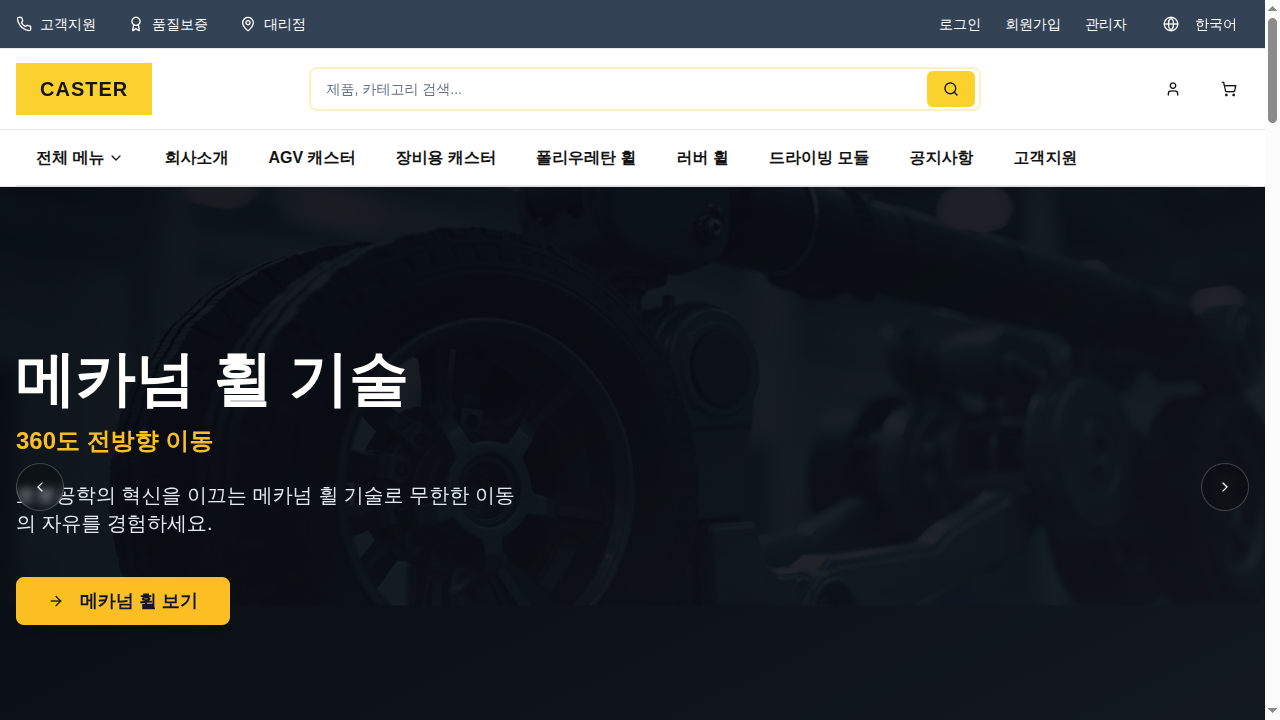 고객지원
품질보증
대리점
로그인
회원가입
관리자
한국어
CASTER
제품, 카테고리 검색...
전체 메뉴
회사소개
AGV 캐스터
장비용 캐스터
폴리우레탄 휠
러버 휠
드라이빙 모듈
공지사항
고객지원
메카넘 휠 기술
360도 전방향 이동
혁신을 이끄는 메카넘 휠 기술로 무한한 이동
의 자유를 경험하세요.
메카넘 휠 보기